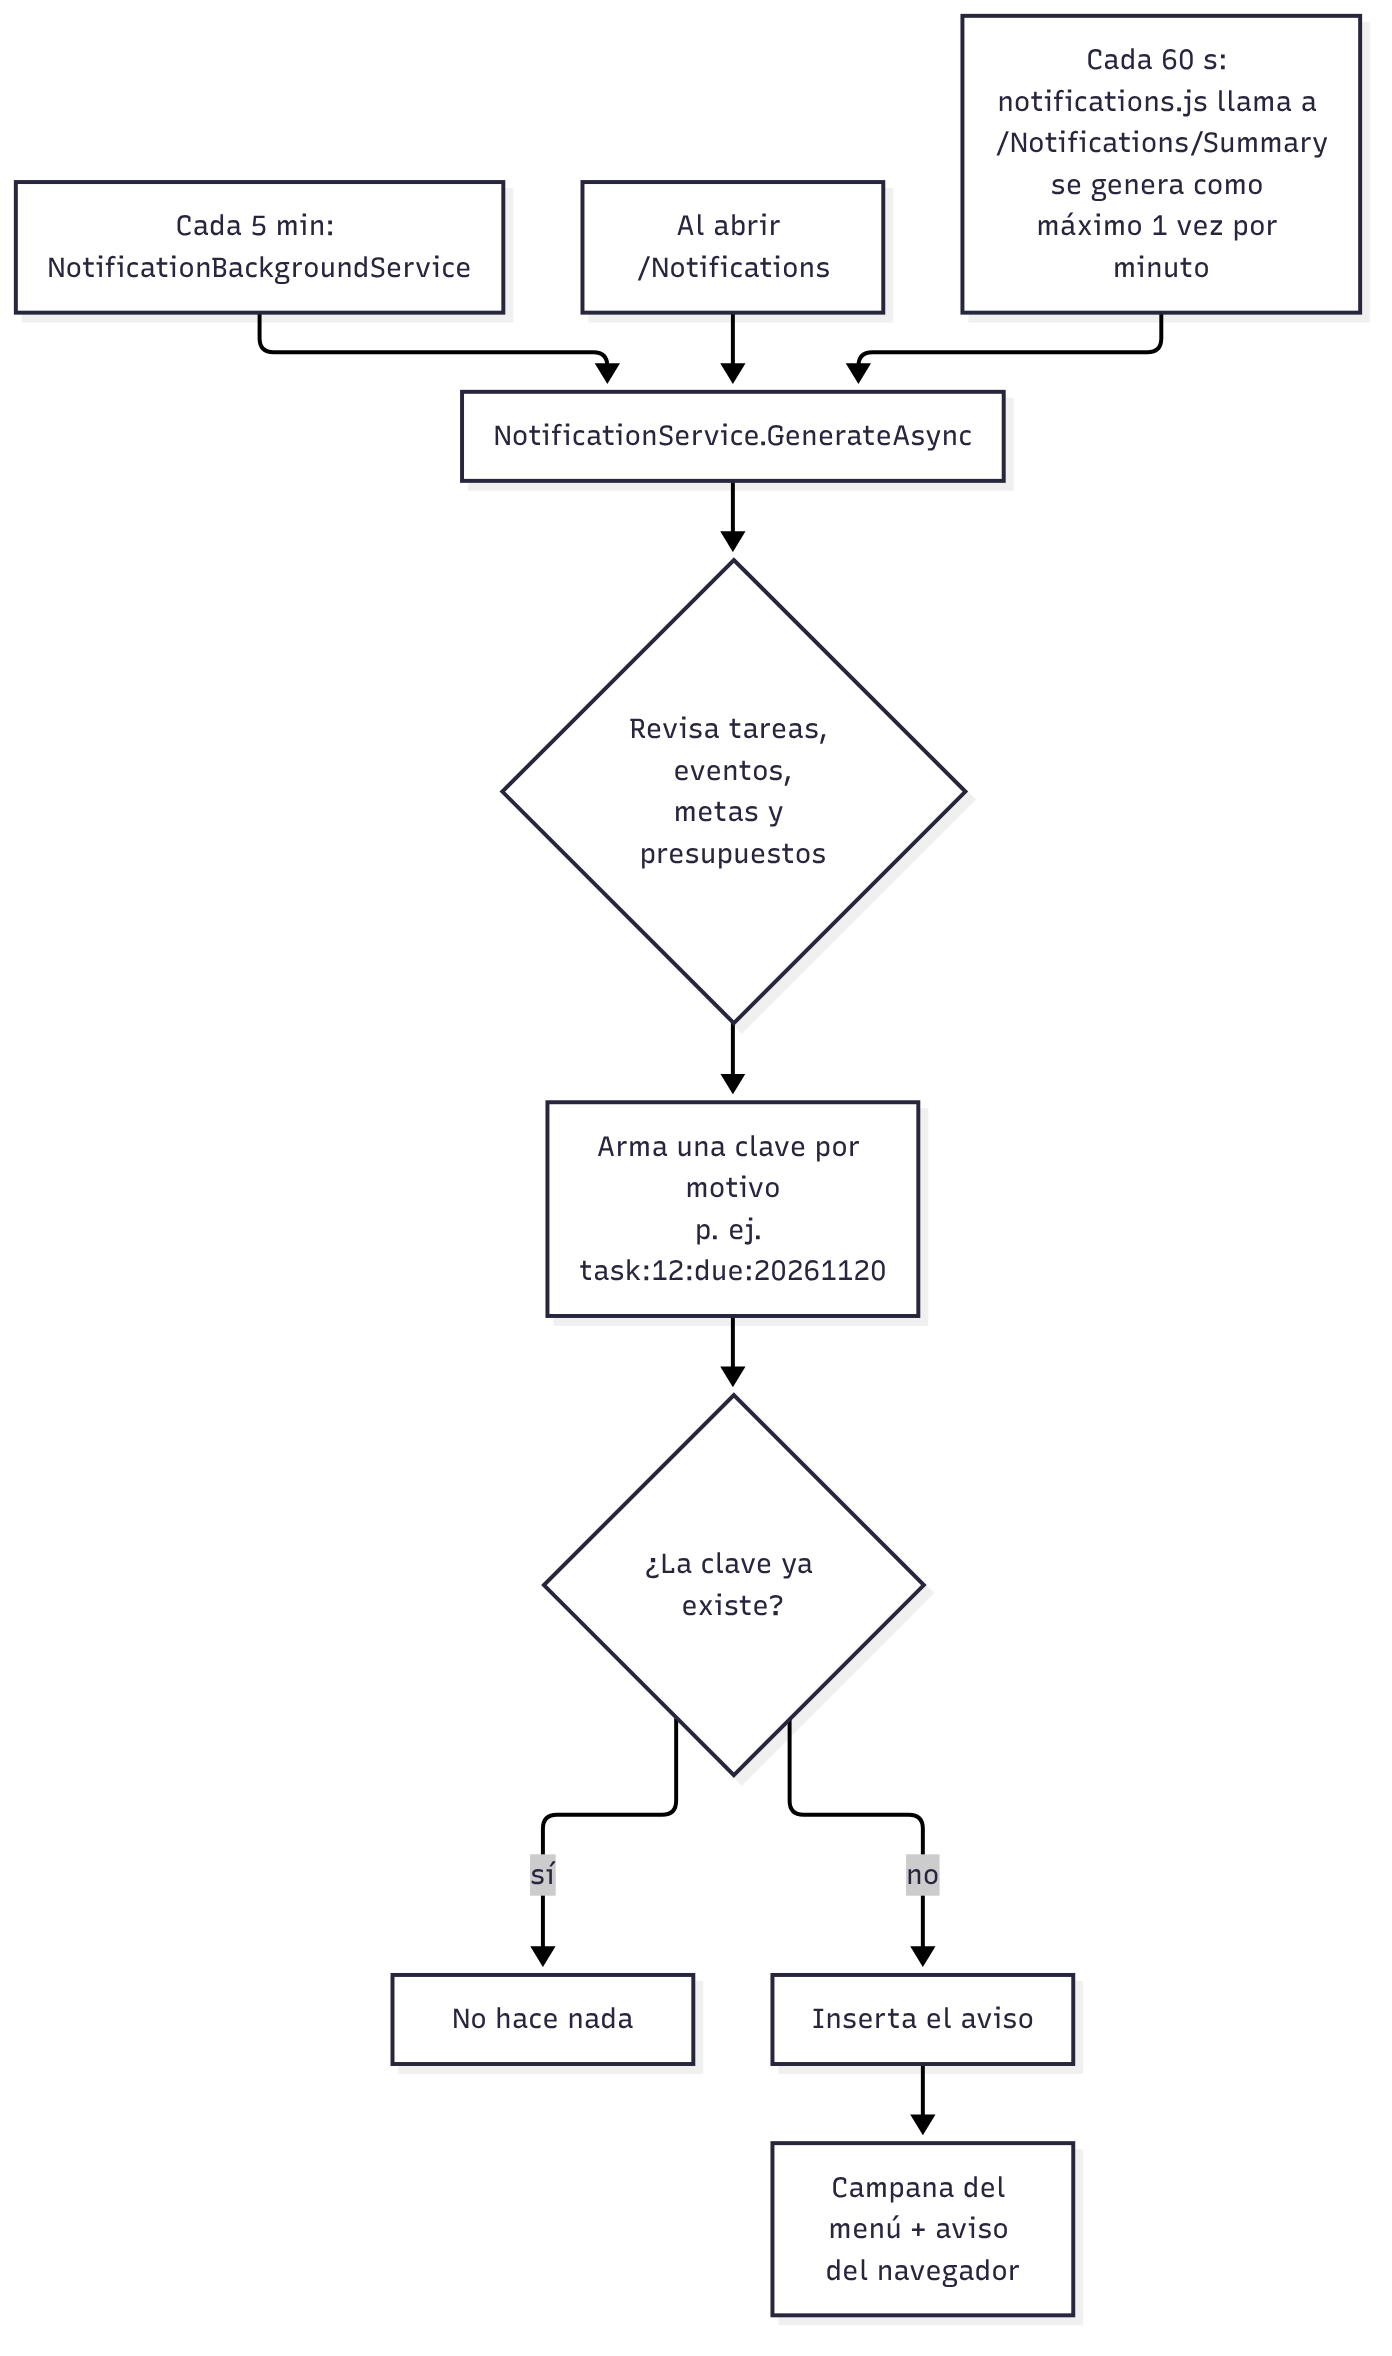 Cada 5 min:
NotificationBackgroundService
Al abrir
/Notifications
Cada 60 s:
notifications.js llama a
/Notifications/Summary
se genera como
máximo 1 vez por
minuto
NotificationService.GenerateAsync
Revisa tareas,
eventos,
metas y
presupuestos
Arma una clave por
motivo
p. ej.
task:12:due:20261120
¿La clave ya
existe?
sí
no
No hace nada
Inserta el aviso
Campana del
menú + aviso
del navegador